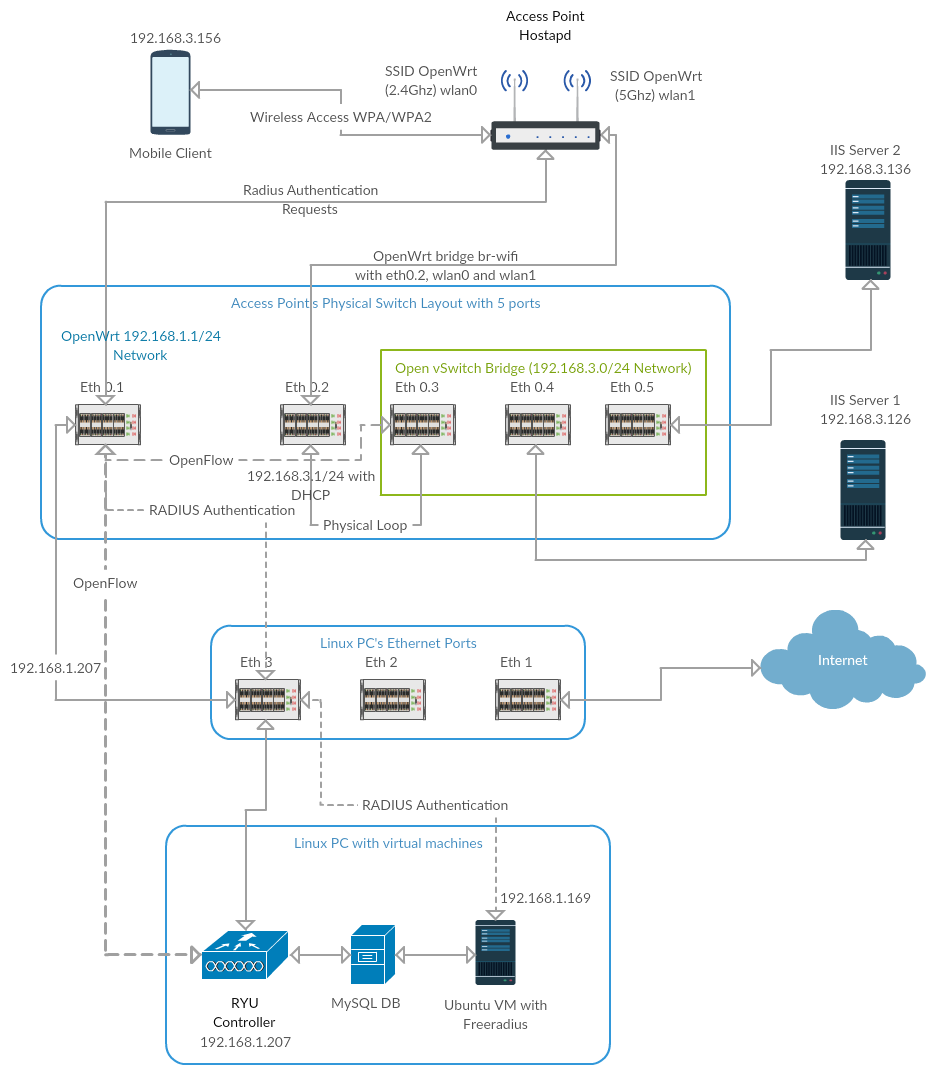 Access Point
Hostapd
192.168.3.156
SSID OpenWrt
(2.4Ghz) wlan0
SSID OpenWrt
(5Ghz) wlan1
Wireless Access WPA/WPA2
Mobile Client
IIS Server 2
192.168.3.136
Radius Authentication
Requests
OpenWrt bridge br-wifi
with eth0.2, wlan0 and wlan1
Access Point's Physical Switch Layout with 5 ports
OpenWrt 192.168.1.1/24
Network
Open vSwitch Bridge (192.168.3.0/24 Network)
Eth 0.1
Eth 0.2
Eth 0.3
Eth 0.4
Eth 0.5
IIS Server 1
192.168.3.126
OpenFlow
192.168.3.1/24 with
DHCP
RADIUS Authentication
Physical Loop
OpenFlow
Linux PC's Ethernet Ports
Eth 3
Eth 2
Eth 1
Internet
192.168.1.207
RADIUS Authentication
Linux PC with virtual machines
192.168.1.169
RYU
Controller
192.168.1.207
MySQL DB
Ubuntu VM with
Freeradius